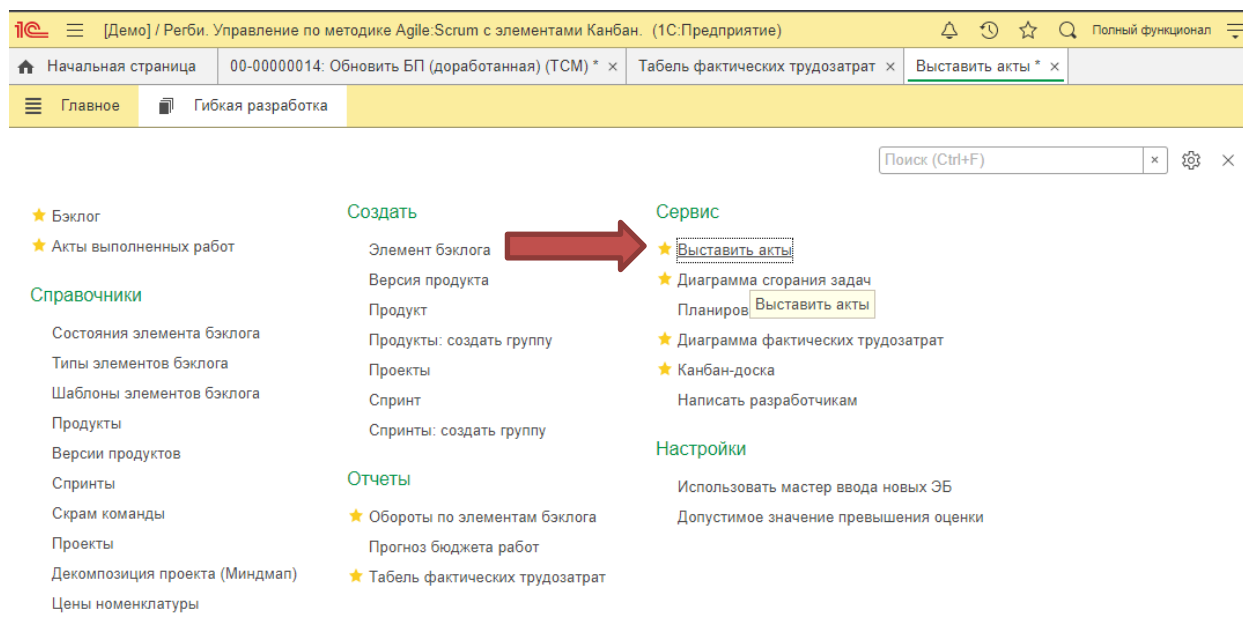 1С [Демо] / Регби. Управление по методике Agile:Scrum с элементами Канбан. (1С:Предприятие) Полный функционал
Начальная страница 00-00000014: Обновить БП (доработанная) (ТСМ) * × Табель фактических трудозатрат × Выставить акты * ×
Главное Гибкая разработка
Поиск (Ctrl+F) ×
Бэклог
Акты выполненных работ
Справочники
Состояния элемента бэклога
Типы элементов бэклога
Шаблоны элементов бэклога
Продукты
Версии продуктов
Спринты
Скрам команды
Проекты
Декомпозиция проекта (Миндмап)
Цены номенклатуры
Создать
Элемент бэклога
Версия продукта
Продукт
Продукты: создать группу
Проекты
Спринт
Спринты: создать группу
Отчеты
Обороты по элементам бэклога
Прогноз бюджета работ
Табель фактических трудозатрат
Сервис
Выставить акты
Диаграмма сгорания задач
Планиров
Выставить акты
Диаграмма фактических трудозатрат
Канбан-доска
Написать разработчикам
Настройки
Использовать мастер ввода новых ЭБ
Допустимое значение превышения оценки